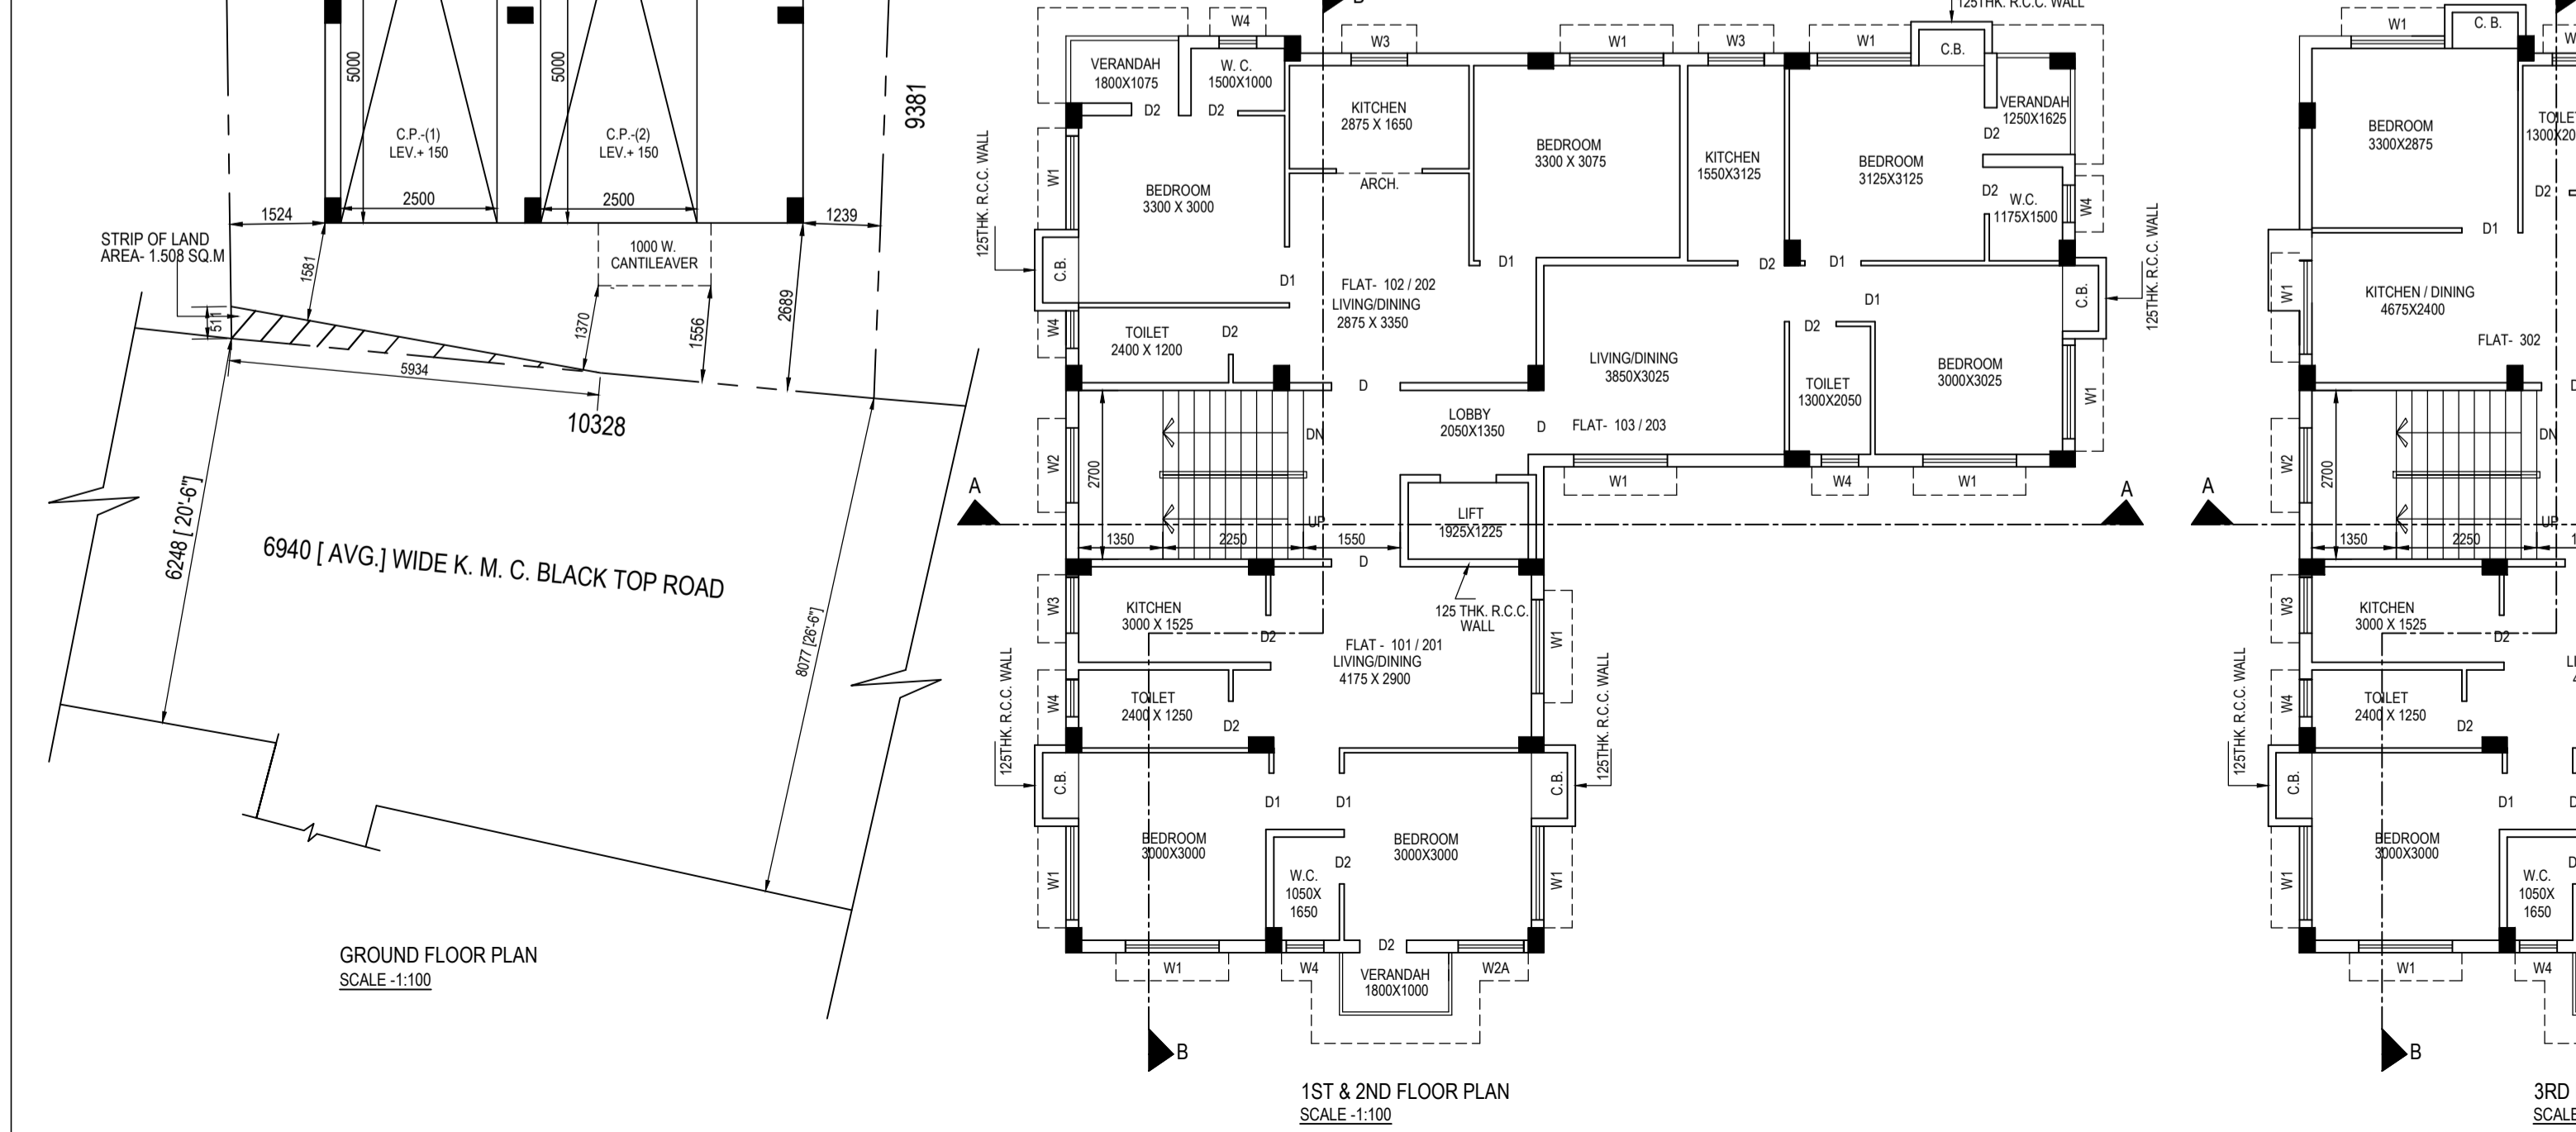 5000
5000
9381
C.P.-(1)
LEV.+ 150
C.P.-(2)
LEV.+ 150
2500
2500
1524
1239
STRIP OF LAND
AREA- 1.508 SQ.M
1581
1000 W.
CANTILEAVER
511
1370
1556
2689
5934
10328
6248 [ 20'-6"]
6940 [ AVG.] WIDE K. M. C. BLACK TOP ROAD
8077 [26'-6"]
GROUND FLOOR PLAN
SCALE -1:100
125THK. R.C.C. WALL
W4
W3
W1
W3
W1
C.B.
VERANDAH
1800X1075
W. C.
1500X1000
D2
D2
KITCHEN
2875 X 1650
ARCH.
BEDROOM
3300 X 3075
KITCHEN
1550X3125
BEDROOM
3125X3125
VERANDAH
1250X1625
D2
D2
W.C.
1175X1500
W4
125THK. R.C.C. WALL
W1
BEDROOM
3300 X 3000
C.B.
D1
D1
D2
D1
FLAT- 102 / 202
LIVING/DINING
2875 X 3350
D1
C.B.
125THK. R.C.C. WALL
W4
TOILET
2400 X 1200
D2
D2
LIVING/DINING
3850X3025
BEDROOM
3000X3025
TOILET
1300X2050
W1
D
LOBBY
2050X1350
D
FLAT- 103 / 203
DN
W2
2700
W1
W4
W1
A
A
LIFT
1925X1225
UP
1350
2250
1550
D
W3
KITCHEN
3000 X 1525
D2
125 THK. R.C.C.
WALL
FLAT - 101 / 201
LIVING/DINING
4175 X 2900
W1
125THK. R.C.C. WALL
W4
TOILET
2400 X 1250
D2
125THK. R.C.C. WALL
C.B.
C.B.
D1
D1
BEDROOM
3000X3000
BEDROOM
3000X3000
D2
W1
W.C.
1050X
1650
W1
D2
W1
W4
W2A
VERANDAH
1800X1000
B
1ST & 2ND FLOOR PLAN
SCALE -1:100
W1
C. B.
BEDROOM
3300X2875
D2
D1
KITCHEN / DINING
4675X2400
W1
FLAT- 302
DN
W2
2700
A
UP
1350
2250
W3
KITCHEN
3000 X 1525
D2
125THK. R.C.C. WALL
W4
TOILET
2400 X 1250
D2
C.B.
D1
BEDROOM
3000X3000
W1
W.C.
1050X
1650
W1
W4
B
3RD